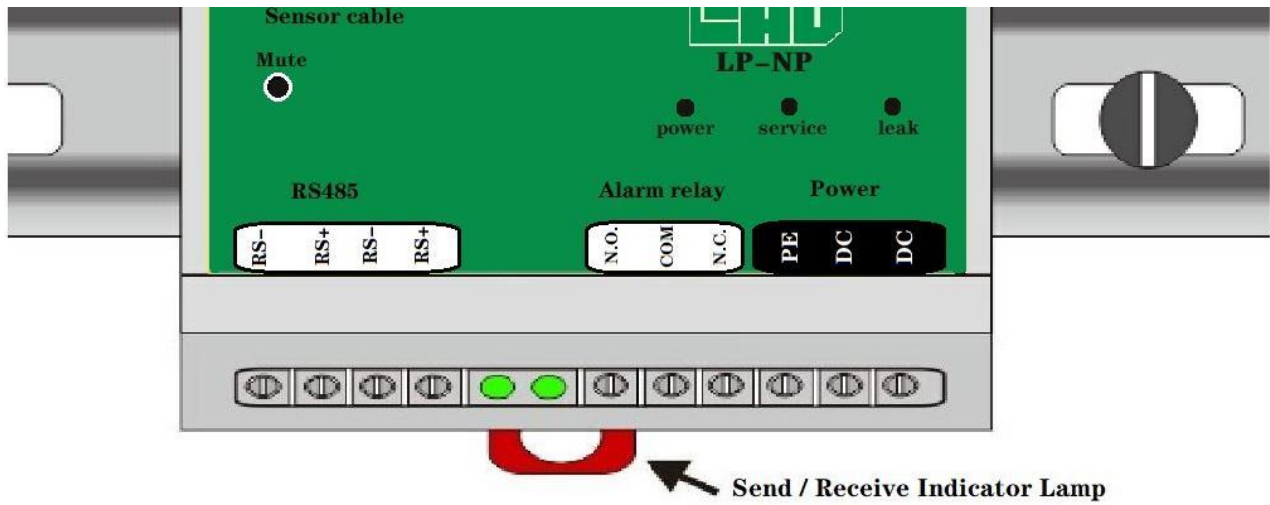 Sensor cable
Mute
LP-NP
power service leak
RS485 Alarm relay Power
RS- RS+ RS- RS+ N.O. COM N.C. PE DC DC
Send / Receive Indicator Lamp